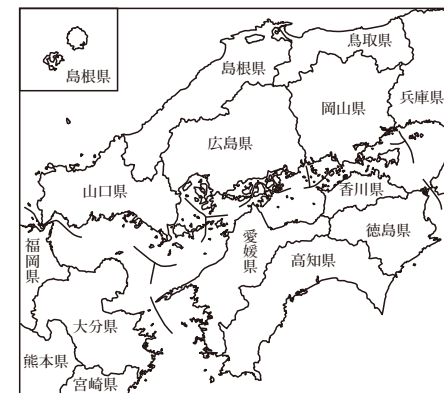 島根県
鳥取県
島根県
兵庫県
岡山県
広島県
山口県
香川県
徳島県
愛媛県
高知県
福岡県
大分県
熊本県
宮崎県